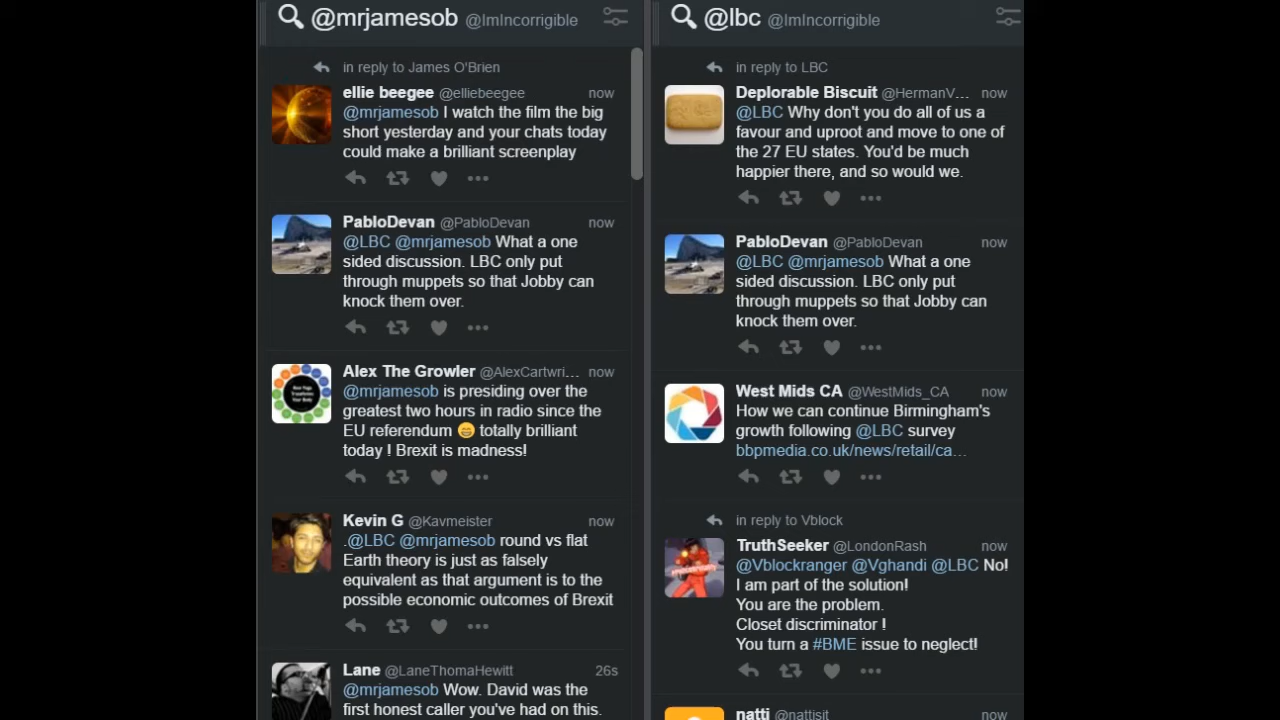 @mrjamesob @ImIncorrigible
in reply to James O'Brien
ellie beegee @elliebeegee now
@mrjamesob I watch the film the big
short yesterday and your chats today
could make a brilliant screenplay
PabloDevan @PabloDevan now
@LBC @mrjamesob What a one
sided discussion. LBC only put
through muppets so that Jobby can
knock them over.
Alex The Growler @AlexCartwri... now
@mrjamesob is presiding over the
greatest two hours in radio since the
EU referendum 😄 totally brilliant
today ! Brexit is madness!
Kevin G @Kavmeister now
.@LBC @mrjamesob round vs flat
Earth theory is just as falsely
equivalent as that argument is to the
possible economic outcomes of Brexit
Lane @LaneThomaHewitt 26s
@mrjamesob Wow. David was the
first honest caller you've had on this.
@lbc @ImIncorrigible
in reply to LBC
Deplorable Biscuit @HermanV... now
@LBC Why don't you do all of us a
favour and uproot and move to one of
the 27 EU states. You'd be much
happier there, and so would we.
PabloDevan @PabloDevan now
@LBC @mrjamesob What a one
sided discussion. LBC only put
through muppets so that Jobby can
knock them over.
West Mids CA @WestMids_CA now
How we can continue Birmingham's
growth following @LBC survey
bbpmedia.co.uk/news/retail/ca...
in reply to Vblock
TruthSeeker @LondonRash now
@Vblockranger @Vghandi @LBC No!
I am part of the solution!
You are the problem.
Closet discriminator !
You turn a #BME issue to neglect!
natti @nattisit now